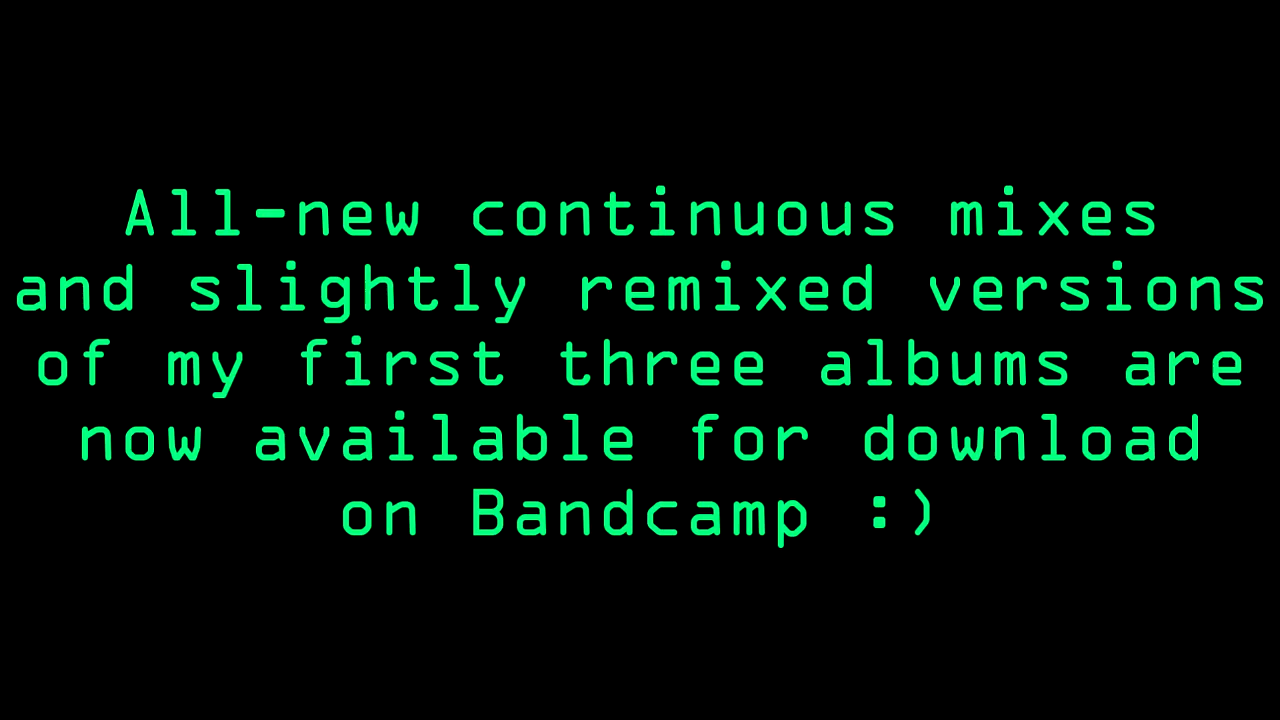 All-new continuous mixes
and slightly remixed versions
of my first three albums are
now available for download
on Bandcamp :)